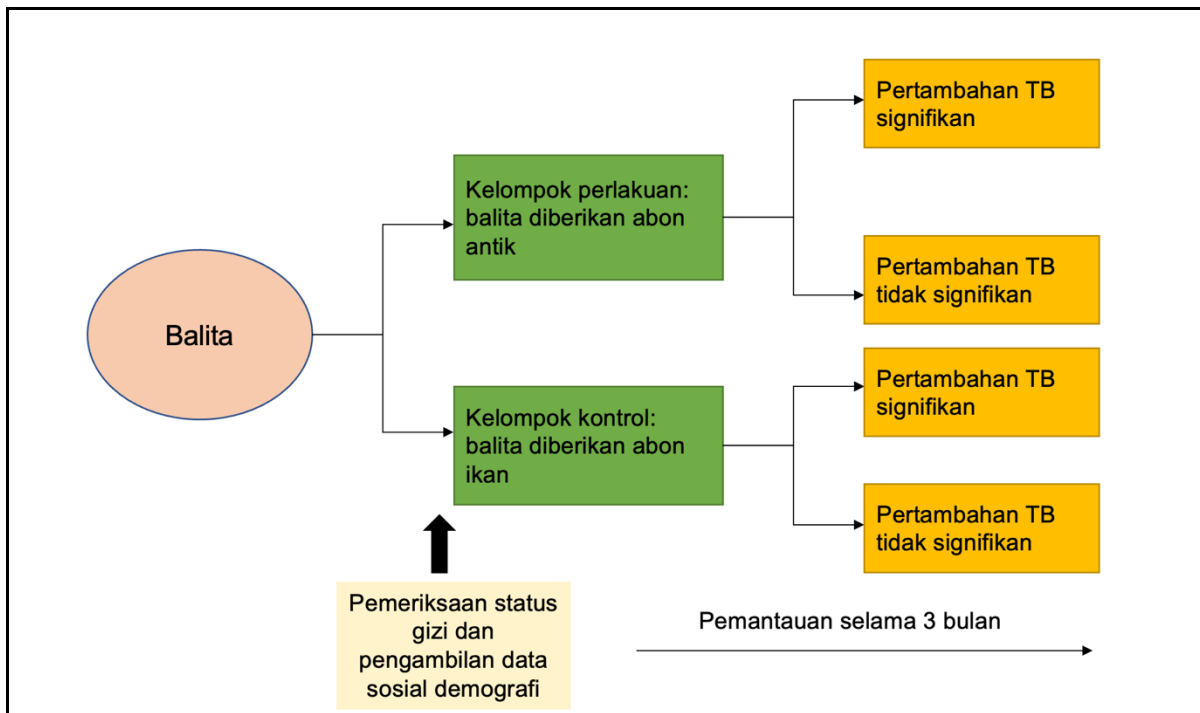 Balita
Kelompok perlakuan:
balita diberikan abon
antik
Kelompok kontrol:
balita diberikan abon
ikan
Pertambahan TB
signifikan
Pertambahan TB
tidak signifikan
Pertambahan TB
signifikan
Pertambahan TB
tidak signifikan
Pemeriksaan status
gizi dan
pengambilan data
sosial demografi
Pemantauan selama 3 bulan